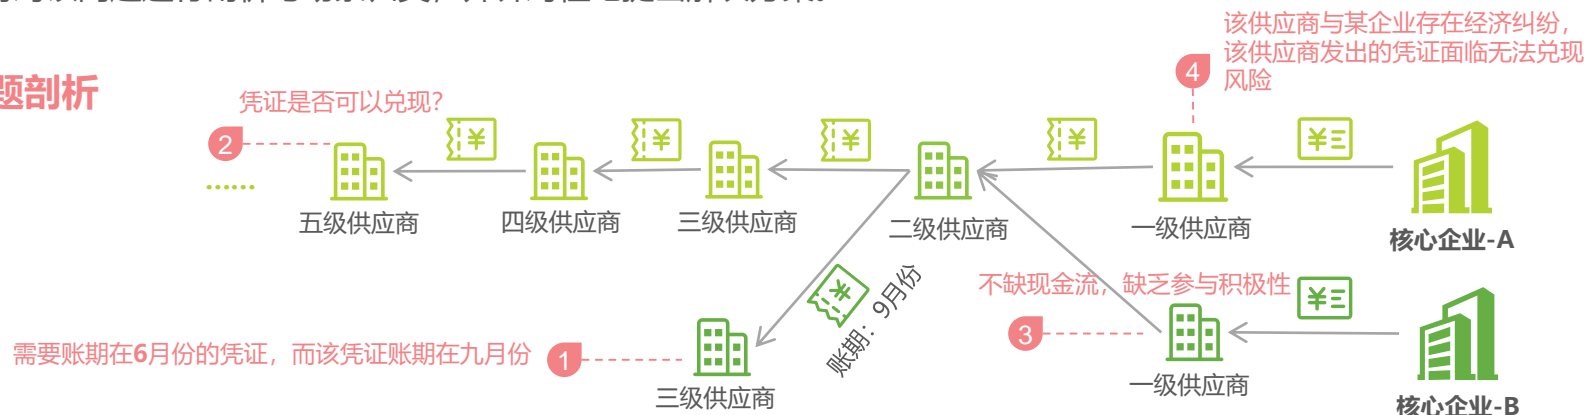 该供应商与某企业存在经济纠纷，
该供应商发出的凭证面临无法兑现
风险
4
题剖析
凭证是否可以兑现？
2
……
五级供应商
四级供应商
三级供应商
二级供应商
一级供应商
核心企业-A
账期：9月份
不缺现金流，缺乏参与积极性
3
需要账期在6月份的凭证，而该凭证账期在九月份
1
三级供应商
一级供应商
核心企业-B